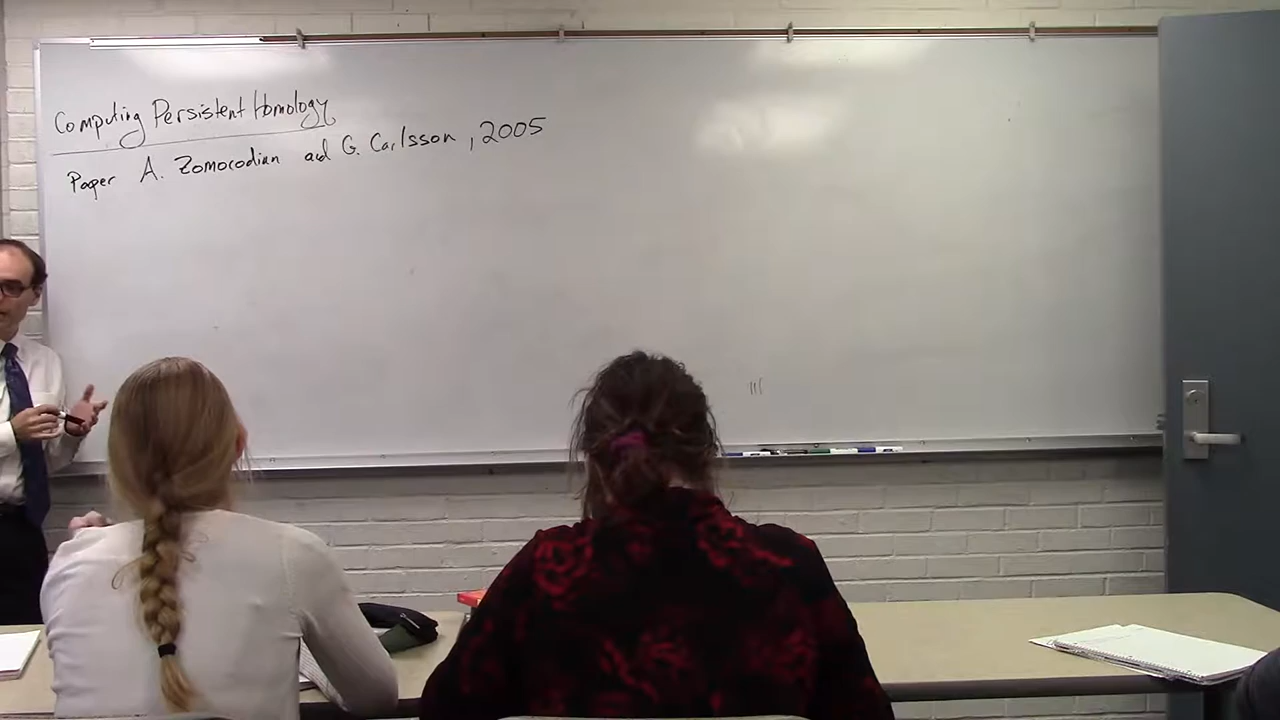 Computing Persistent Homology
Paper A. Zomorodian and G. Carlsson, 2005